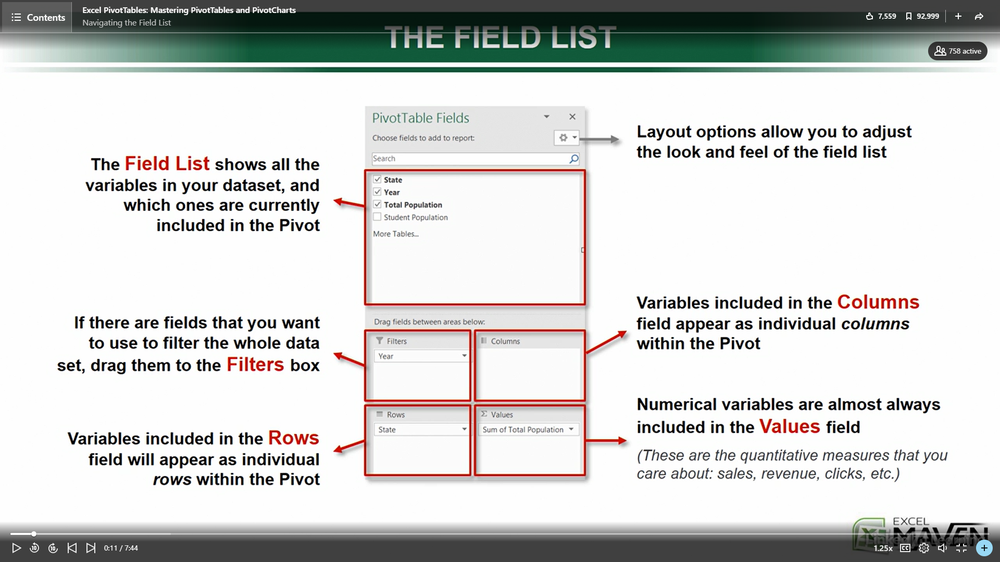 Contents
Excel PivotTables: Mastering PivotTables and PivotCharts
Navigating the Field List
7,559
92,999
THE FIELD LIST
758 active
PivotTable Fields
Choose fields to add to report:
Search
State
Year
Total Population
Student Population
More Tables...
Drag fields between areas below:
Filters
Year
Columns
Rows
State
Values
Sum of Total Population
The Field List shows all the
variables in your dataset, and
which ones are currently
included in the Pivot
If there are fields that you want
to use to filter the whole data
set, drag them to the Filters box
Variables included in the Rows
field will appear as individual
rows within the Pivot
Layout options allow you to adjust
the look and feel of the field list
Variables included in the Columns
field appear as individual columns
within the Pivot
Numerical variables are almost always
included in the Values field
(These are the quantitative measures that you
care about: sales, revenue, clicks, etc.)
EXCEL
MAVEN
LinkedIn Learning
10
10
0:11 / 7:44
1.25x
CC